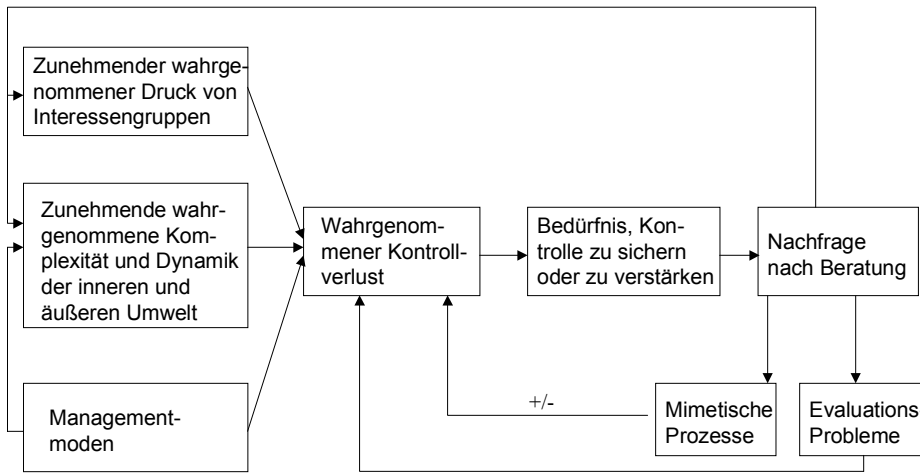 Zunehmender wahrge-
nommener Druck von
Interessengruppen
Zunehmende wahr-
genommene Kom-
plexität und Dynamik
der inneren und
äußeren Umwelt
Management-
moden
Wahrgenom-
mener Kontroll-
verlust
Bedürfnis, Kon-
trolle zu sichern
oder zu verstärken
Nachfrage
nach Beratung
+/-
Mimetische
Prozesse
Evaluations
Probleme